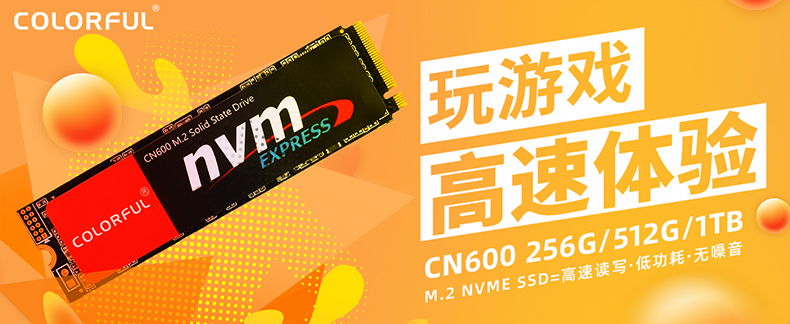 COLORFUL®
CN600 M.2 Solid State Drive
nvm
EXPRESS
COLORFUL®
玩游戏
高速体验
CN600 256G/512G/1TB
M.2 NVME SSD=高速读写·低功耗·无噪音